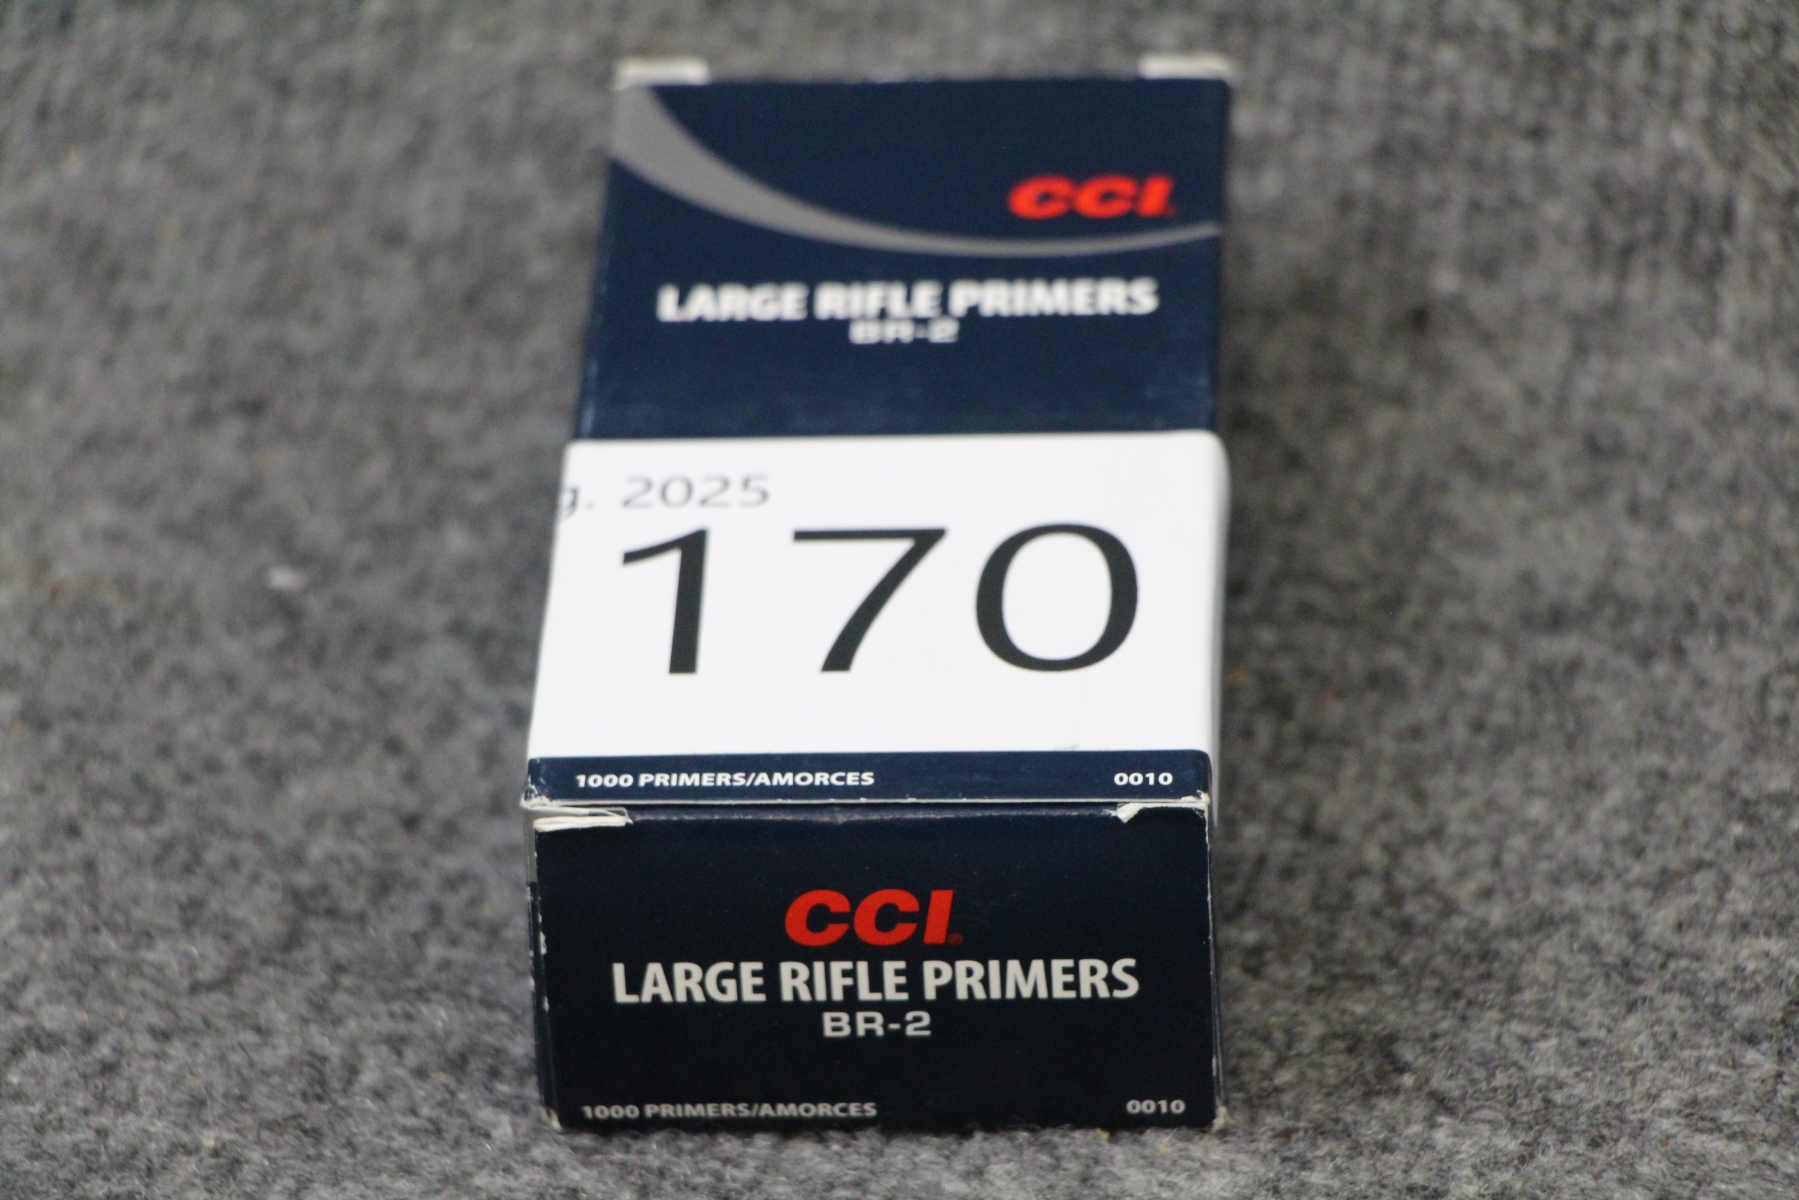 CCI
LARGE RIFLE PRIMERS
BR-2
g. 2025
170
1000 PRIMERS/AMORCES 0010
CCI®
LARGE RIFLE PRIMERS
BR-2
1000 PRIMERS/AMORCES 0010